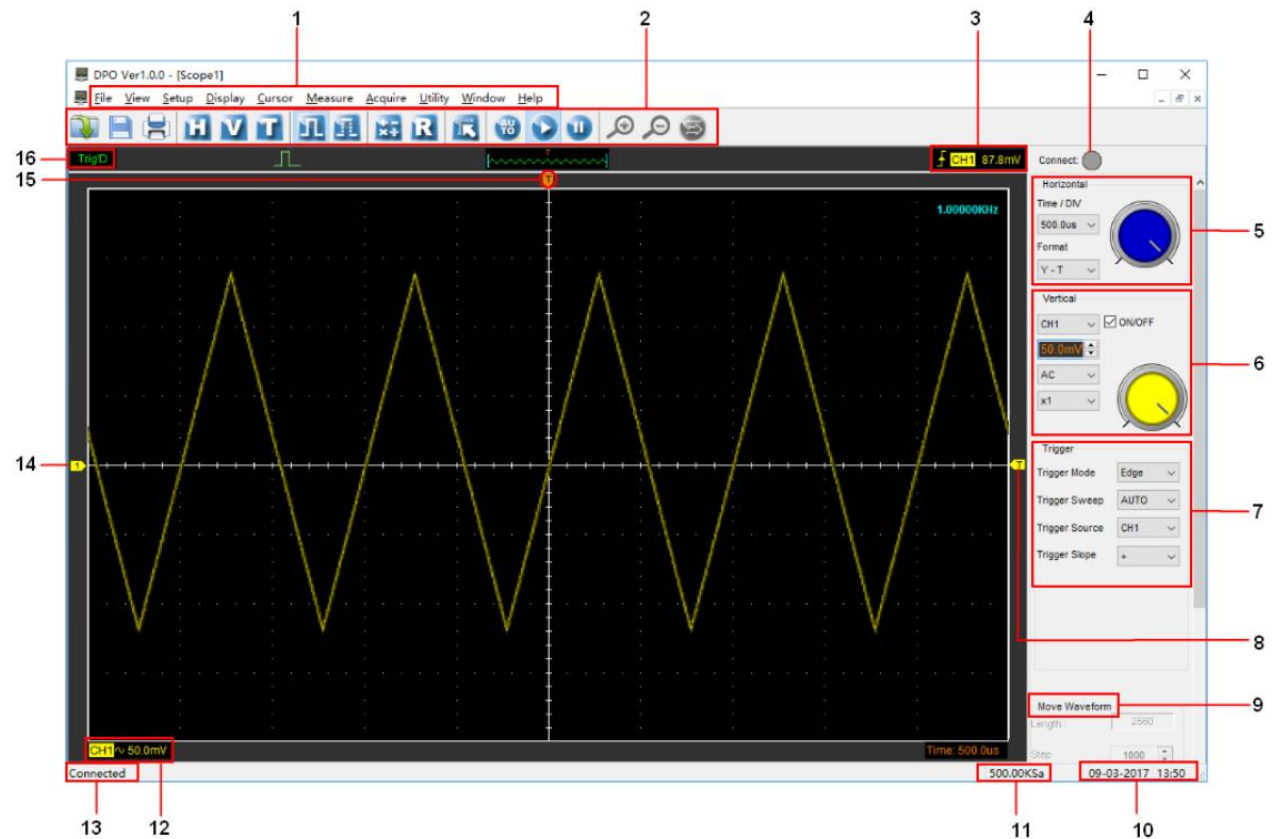 1 2 3 4
DPO Ver1.0.0 - [Scope1]
File View Setup Display Cursor Measure Acquire Utility Window Help
H V T R AUTO
16 Trig'D T CH1 87.8mV Connect:
15 T
Horizontal
1.00000KHz Time / DIV
500.0us 5
Format
Y - T
Vertical
CH1 ON/OFF
50.0mV
6
AC
x1
Trigger
14 1 T Trigger Mode Edge
Trigger Sweep AUTO
7
Trigger Source CH1
Trigger Slope +
8
Move Waveform 9
Length : 2560
CH1 50.0mV Time: 500.0us Step 1000
Connected 500.00KSa 09-03-2017 13:50
13 12 11 10